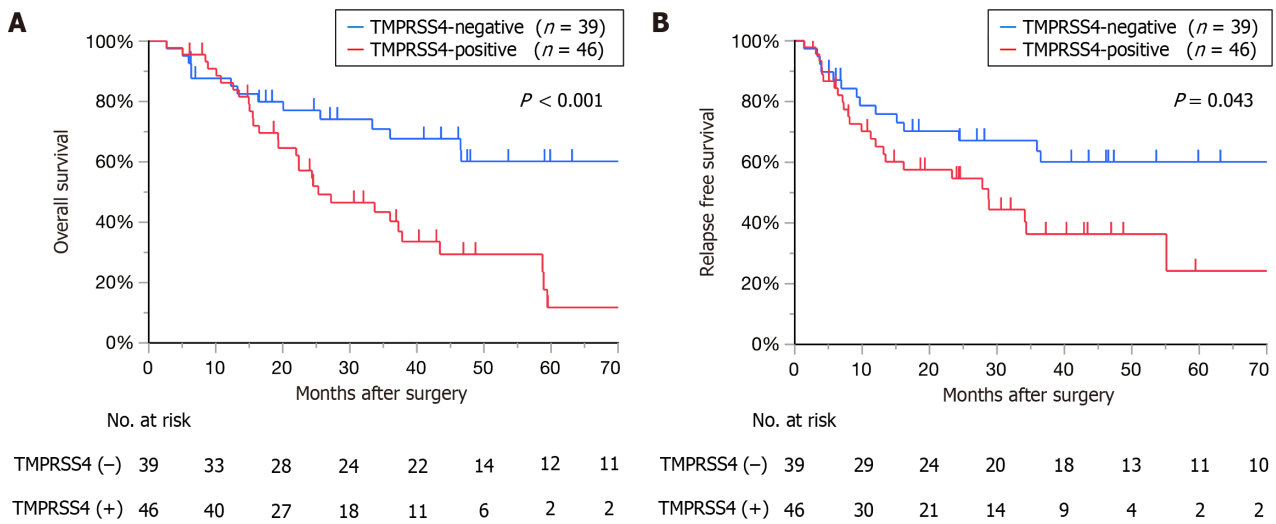 A
TMPRSS4-negative (n = 39)
TMPRSS4-positive (n = 46)
P < 0.001
Overall survival
100%
80%
60%
40%
20%
0%
0 10 20 30 40 50 60 70
Months after surgery
No. at risk
TMPRSS4 (–) 39 33 28 24 22 14 12 11
TMPRSS4 (+) 46 40 27 18 11 6 2 2
B
TMPRSS4-negative (n = 39)
TMPRSS4-positive (n = 46)
P = 0.043
Relapse free survival
100%
80%
60%
40%
20%
0%
0 10 20 30 40 50 60 70
Months after surgery
No. at risk
TMPRSS4 (–) 39 29 24 20 18 13 11 10
TMPRSS4 (+) 46 30 21 14 9 4 2 2